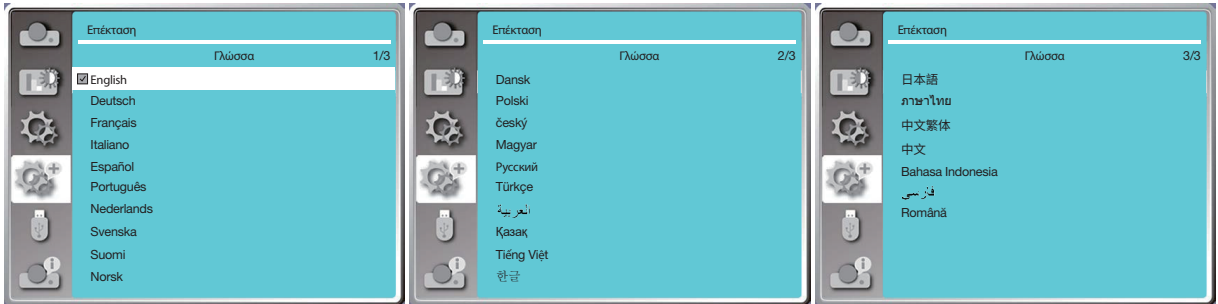 Επέκταση
Γλώσσα 1/3
English
Deutsch
Français
Italiano
Español
Português
Nederlands
Svenska
Suomi
Norsk
Επέκταση
Γλώσσα 2/3
Dansk
Polski
český
Magyar
Русский
Türkçe
العربية
Қазақ
Tiếng Việt
한글
Επέκταση
Γλώσσα 3/3
日本語
ภาษาไทย
中文繁体
中文
Bahasa Indonesia
فارسی
Română